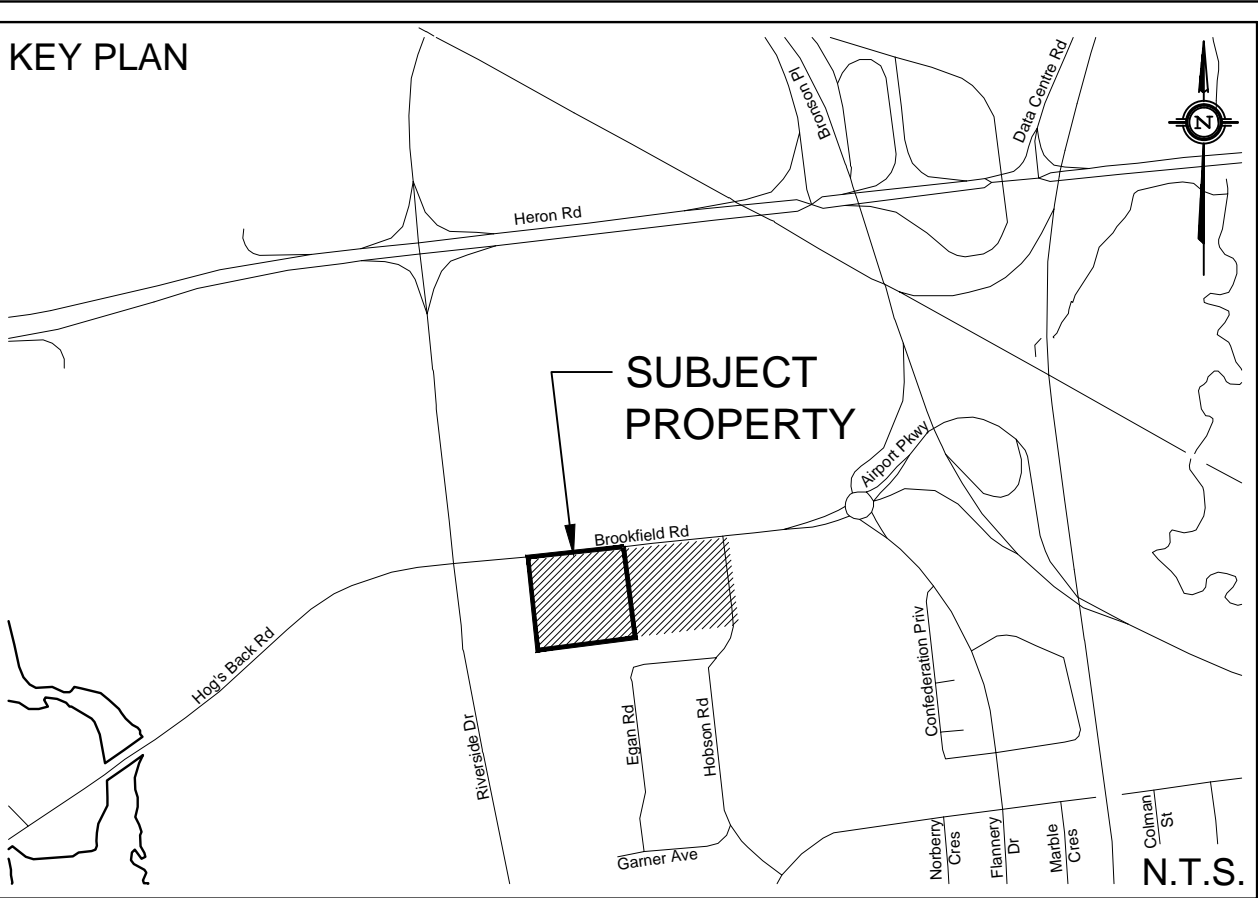 KEY PLAN
Bronson Pl
Data Centre Rd
N
Heron Rd
SUBJECT
PROPERTY
Airport Pkwy
Brookfield Rd
Hog's Back Rd
Riverside Dr
Egan Rd
Hobson Rd
Confederation Priv
Garner Ave
Norberry
Cres
Flannery
Dr
Marble
Cres
Colman
St
N.T.S.